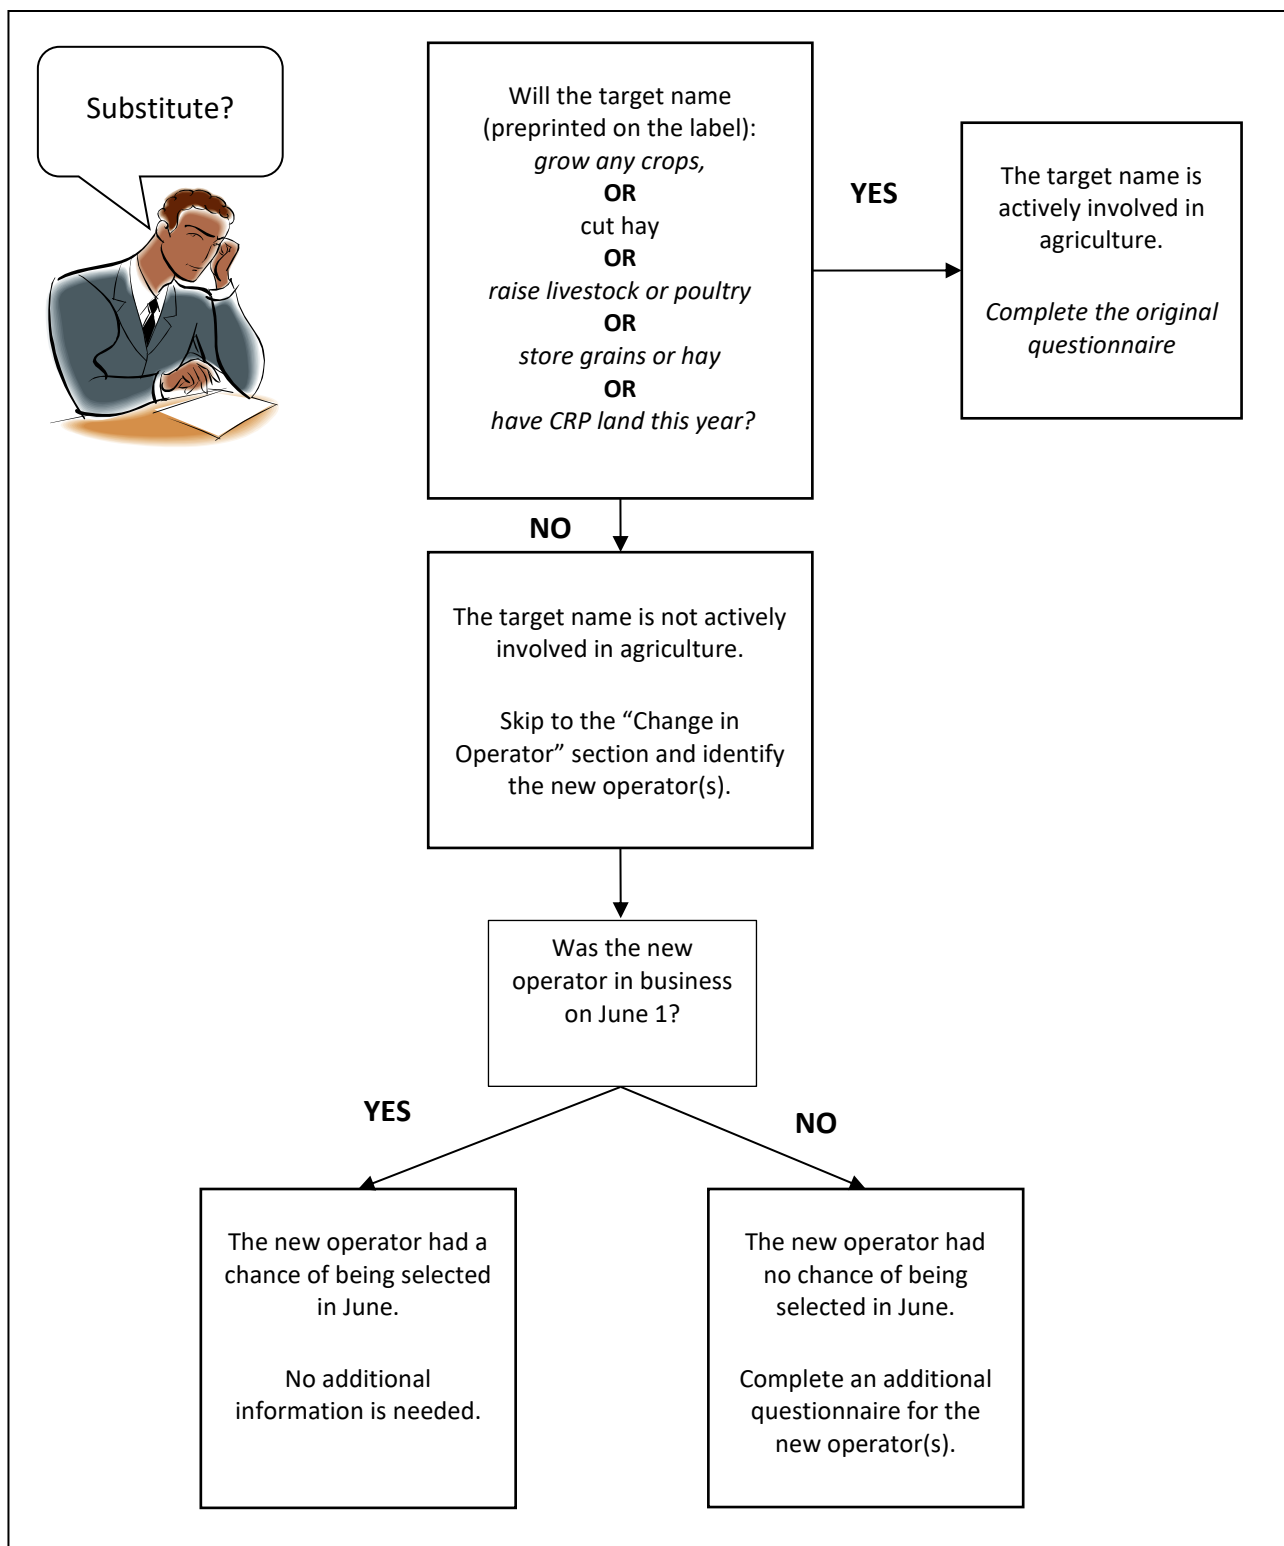 Substitute?
Will the target name
(preprinted on the label):
grow any crops,
OR
cut hay
OR
raise livestock or poultry
OR
store grains or hay
OR
have CRP land this year?
YES
The target name is
actively involved in
agriculture.
Complete the original
questionnaire
NO
The target name is not actively
involved in agriculture.
Skip to the “Change in
Operator” section and identify
the new operator(s).
Was the new
operator in business
on June 1?
YES
NO
The new operator had a
chance of being selected
in June.
No additional
information is needed.
The new operator had
no chance of being
selected in June.
Complete an additional
questionnaire for the
new operator(s).